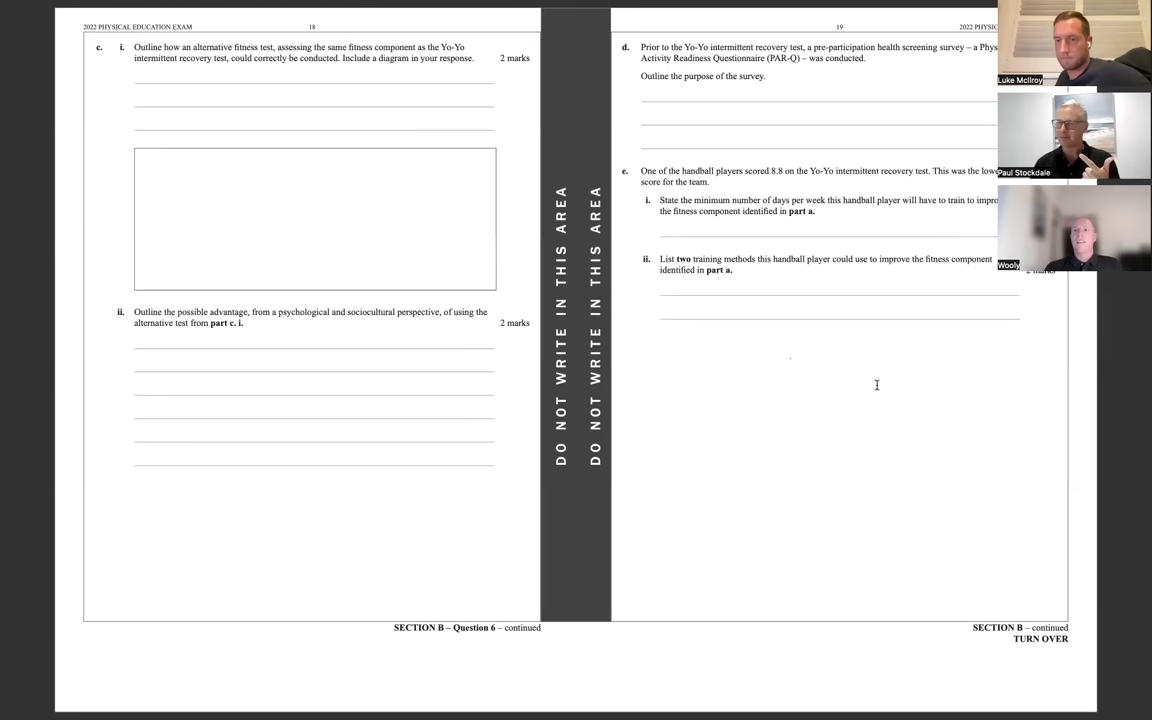 2022 PHYSICAL EDUCATION EXAM
18
c. i. Outline how an alternative fitness test, assessing the same fitness component as the Yo-Yo
intermittent recovery test, could correctly be conducted. Include a diagram in your response. 2 marks
ii. Outline the possible advantage, from a psychological and sociocultural perspective, of using the
alternative test from part c. i. 2 marks
SECTION B – Question 6 – continued
DO NOT WRITE IN THIS AREA
DO NOT WRITE IN THIS AREA
19
2022 PHYSIC
d. Prior to the Yo-Yo intermittent recovery test, a pre-participation health screening survey – a Phys
Activity Readiness Questionnaire (PAR-Q) – was conducted.
Outline the purpose of the survey.
e. One of the handball players scored 8.8 on the Yo-Yo intermittent recovery test. This was the low
score for the team.
i. State the minimum number of days per week this handball player will have to train to impro
the fitness component identified in part a.
ii. List two training methods this handball player could use to improve the fitness component
identified in part a.
SECTION B – continued
TURN OVER
Luke McIlroy
Paul Stockdale
Wooly